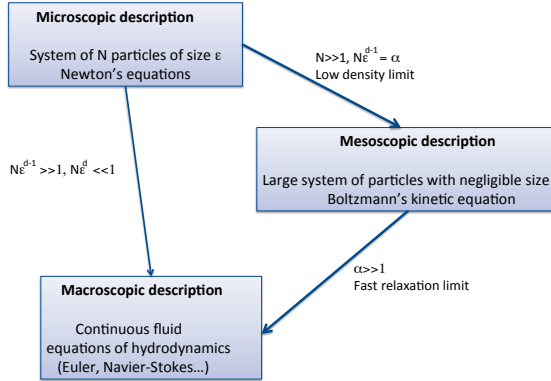 Microscopic description
System of N particles of size ε
Newton's equations
N>>1, Nε^{d-1} = α
Low density limit
Mesoscopic description
Large system of particles with negligible size
Boltzmann's kinetic equation
Nε^{d-1} >>1, Nε^{d} <<1
α>>1
Fast relaxation limit
Macroscopic description
Continuous fluid
equations of hydrodynamics
(Euler, Navier-Stokes...)